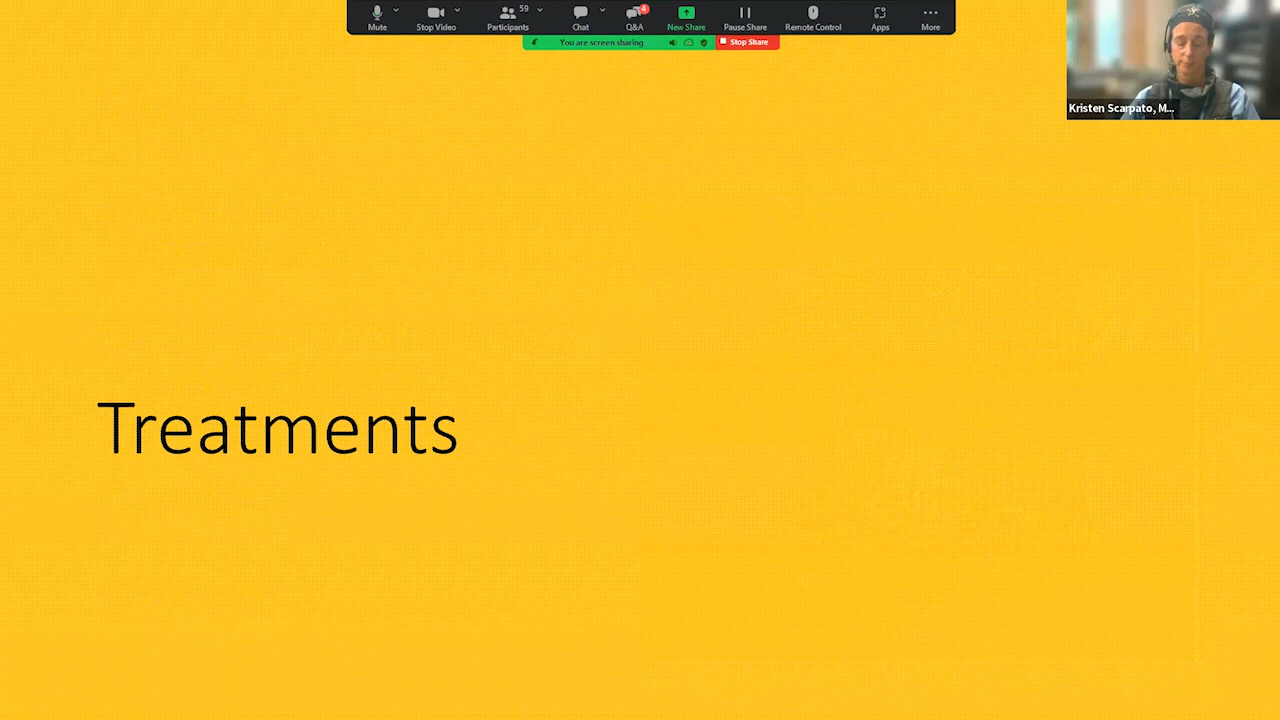 59
4
Mute
Stop Video
Participants
Chat
Q&A
New Share
Pause Share
Remote Control
Apps
More
You are screen sharing
Stop Share
Kristen Scarpato, M...
Treatments